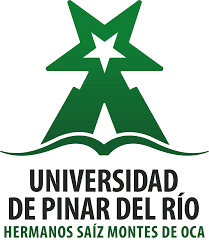 UNIVERSIDAD
DE PINAR DEL RÍO
HERMANOS SAÍZ MONTES DE OCA